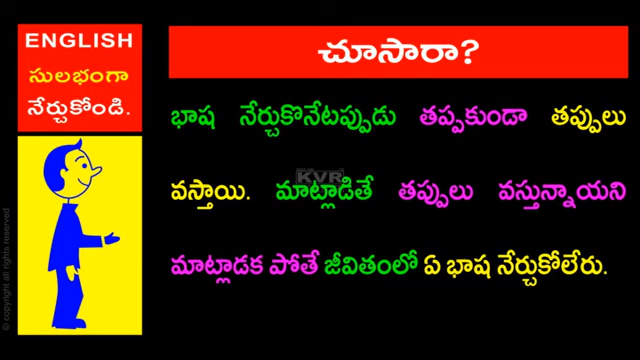 ENGLISH
సులభంగా
నేర్చుకోండి.
చూసారా?
భాష నేర్చుకొనేటప్పుడు తప్పకుండా తప్పులు
వస్తాయి. మాట్లాడితే తప్పులు వస్తున్నాయని
మాట్లాడక పోతే జీవితంలో ఏ భాష నేర్చుకోలేరు.
KVR
© copyright all rights reserved